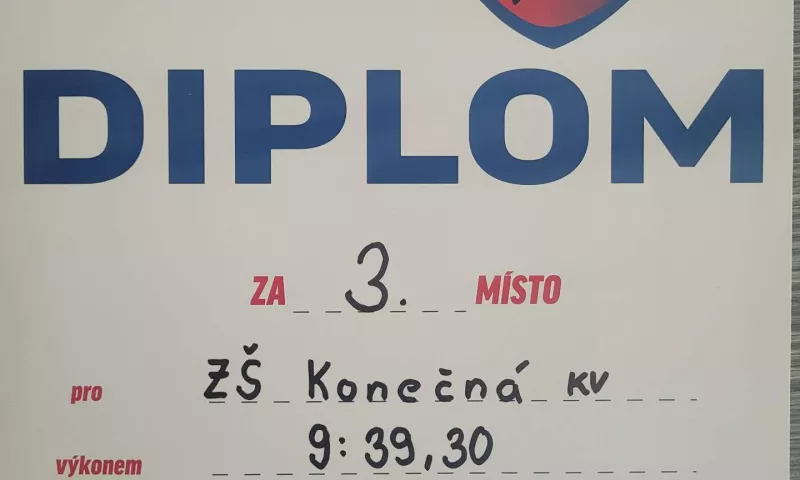 DIPLOM
ZA 3. MÍSTO
pro ZŠ Konečná KV
výkonem 9:39,30